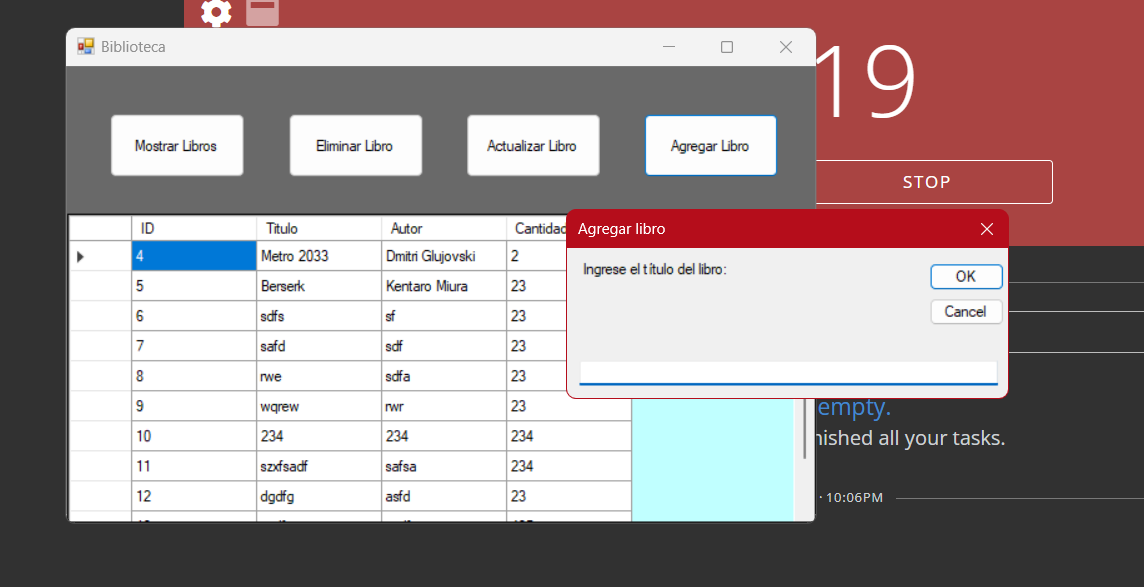 Biblioteca
19
Mostrar Libros
Eliminar Libro
Actualizar Libro
Agregar Libro
STOP
ID Titulo Autor Cantidad
4 Metro 2033 Dmitri Glujovski 2
5 Berserk Kentaro Miura 23
6 sdfs sf 23
7 safd sdf 23
8 rwe sdfa 23
9 wqrew rwr 23
10 234 234 234
11 szxfsadf safsa 234
12 dgdfg asfd 23
Agregar libro
Ingrese el título del libro:
OK
Cancel
empty.
nished all your tasks.
· 10:06PM